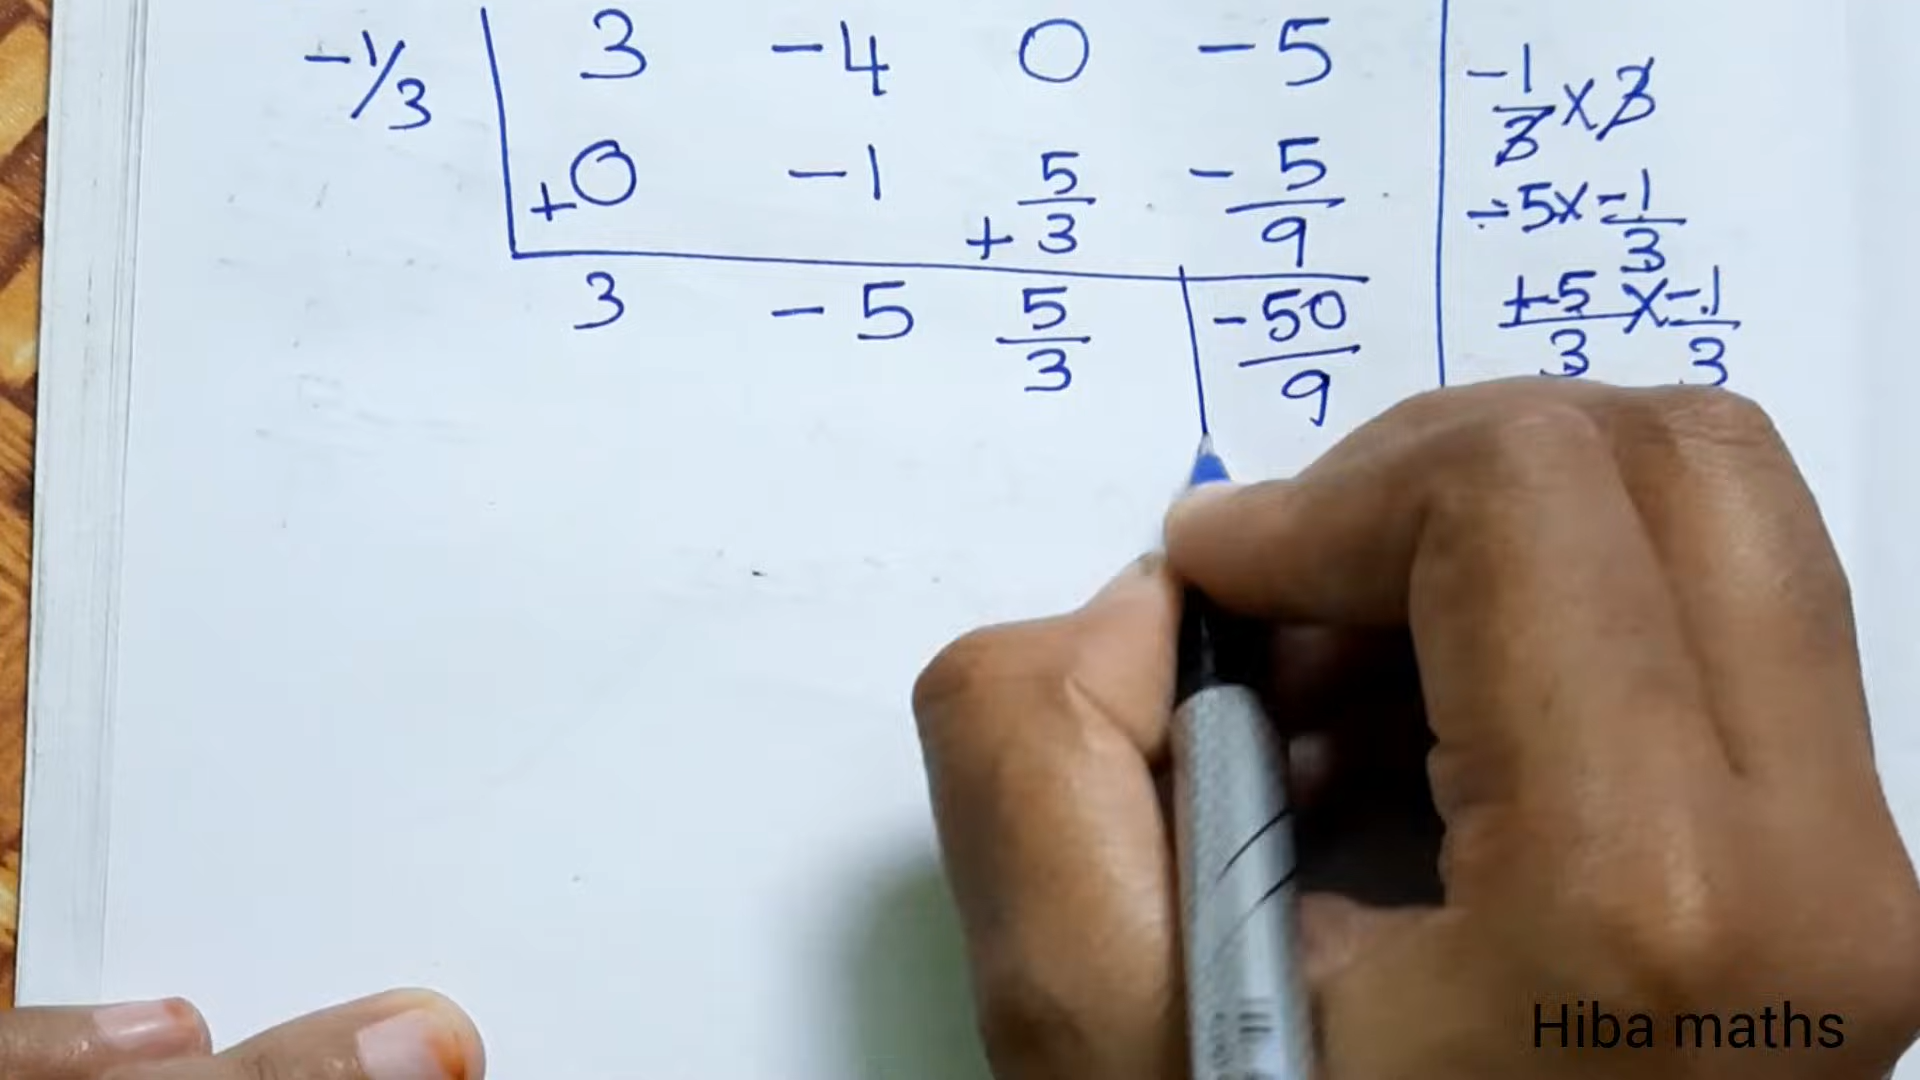 -1/3 | 3 -4 0 -5
+0 -1 +5/3 -5/9
3 -5 5/3 | -50/9
-1/3 × 3
-5 × -1/3
+5/3 × -1/3
Hiba maths